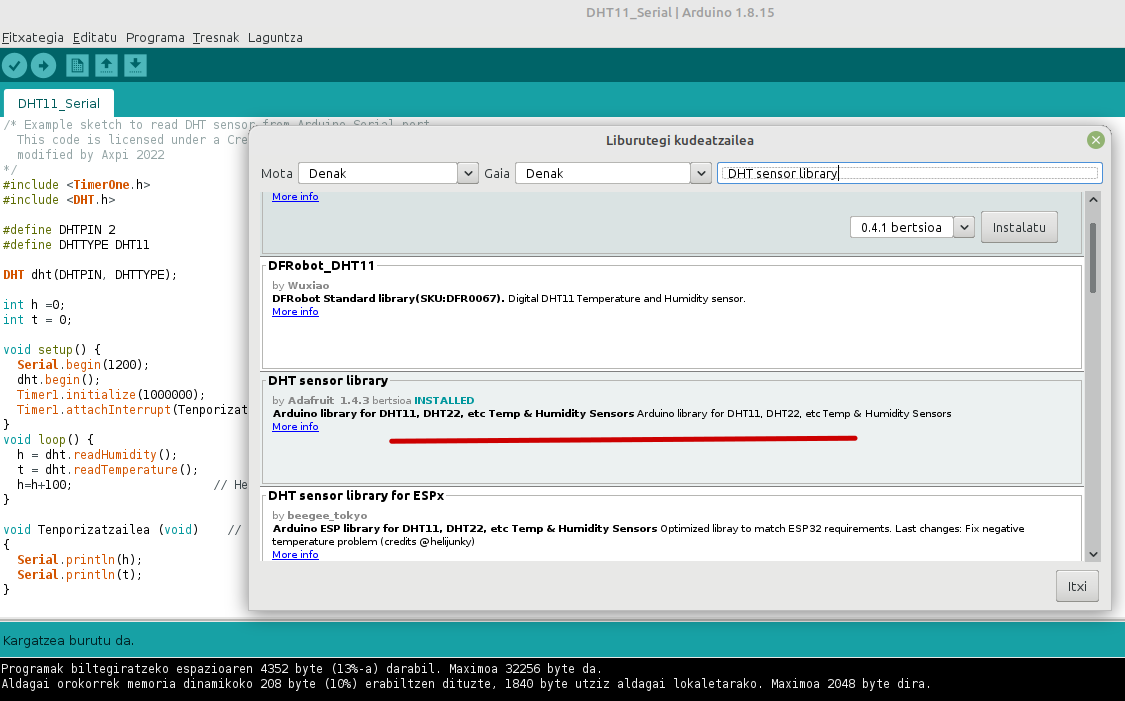 DHT11_Serial | Arduino 1.8.15
Fitxategia Editatu Programa Tresnak Laguntza
DHT11_Serial
/* Example sketch to read DHT sensor from Arduino Serial port
This code is licensed under a Cre
modified by Axpi 2022
*/
#include <TimerOne.h>
#include <DHT.h>
#define DHTPIN 2
#define DHTTYPE DHT11
DHT dht(DHTPIN, DHTTYPE);
int h =0;
int t = 0;
void setup() {
Serial.begin(1200);
dht.begin();
Timer1.initialize(1000000);
Timer1.attachInterrupt(Tenporizat
}
void loop() {
h = dht.readHumidity();
t = dht.readTemperature();
h=h+100; // He
}
void Tenporizatzailea (void) //
{
Serial.println(h);
Serial.println(t);
}
Liburutegi kudeatzailea
Mota Denak Gaia Denak DHT sensor library
More info
0.4.1 bertsioa Instalatu
DFRobot_DHT11
by Wuxiao
DFRobot Standard library(SKU:DFR0067). Digital DHT11 Temperature and Humidity sensor.
More info
DHT sensor library
by Adafruit 1.4.3 bertsioa INSTALLED
Arduino library for DHT11, DHT22, etc Temp & Humidity Sensors Arduino library for DHT11, DHT22, etc Temp & Humidity Sensors
More info
DHT sensor library for ESPx
by beegee_tokyo
Arduino ESP library for DHT11, DHT22, etc Temp & Humidity Sensors Optimized libray to match ESP32 requirements. Last changes: Fix negative
temperature problem (credits @helijunky)
More info
Itxi
Kargatzea burutu da.
Programak biltegiratzeko espazioaren 4352 byte (13%-a) darabil. Maximoa 32256 byte da.
Aldagai orokorrek memoria dinamikoko 208 byte (10%) erabiltzen dituzte, 1840 byte utziz aldagai lokaletarako. Maximoa 2048 byte dira.